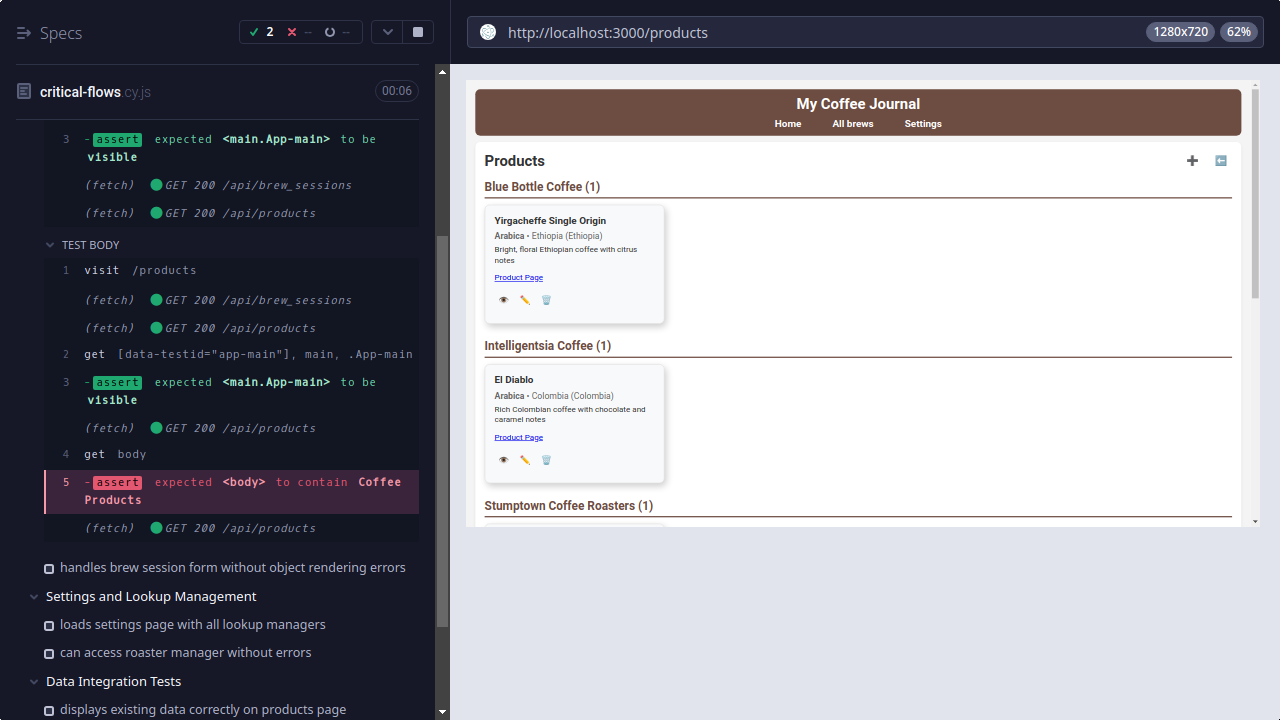 Specs
2 -- --
critical-flows.cy.js 00:06
3 -assert expected <main.App-main> to be
visible
(fetch) GET 200 /api/brew_sessions
(fetch) GET 200 /api/products
TEST BODY
1 visit /products
(fetch) GET 200 /api/brew_sessions
(fetch) GET 200 /api/products
2 get [data-testid="app-main"], main, .App-main
3 -assert expected <main.App-main> to be
visible
(fetch) GET 200 /api/products
4 get body
5 -assert expected <body> to contain Coffee
Products
(fetch) GET 200 /api/products
handles brew session form without object rendering errors
Settings and Lookup Management
loads settings page with all lookup managers
can access roaster manager without errors
Data Integration Tests
displays existing data correctly on products page
http://localhost:3000/products 1280x720 62%
My Coffee Journal
Home All brews Settings
Products
Blue Bottle Coffee (1)
Yirgacheffe Single Origin
Arabica • Ethiopia (Ethiopia)
Bright, floral Ethiopian coffee with citrus
notes
Product Page
Intelligentsia Coffee (1)
El Diablo
Arabica • Colombia (Colombia)
Rich Colombian coffee with chocolate and
caramel notes
Product Page
Stumptown Coffee Roasters (1)